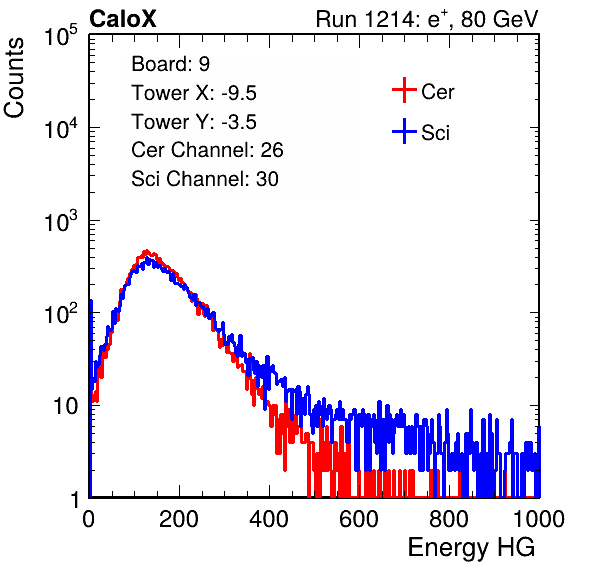 CaloX Run 1214: e⁺, 80 GeV
Counts
10⁵
10⁴
10³
10²
10
1
Board: 9
Tower X: -9.5
Tower Y: -3.5
Cer Channel: 26
Sci Channel: 30
Cer
Sci
0 200 400 600 800 1000
Energy HG